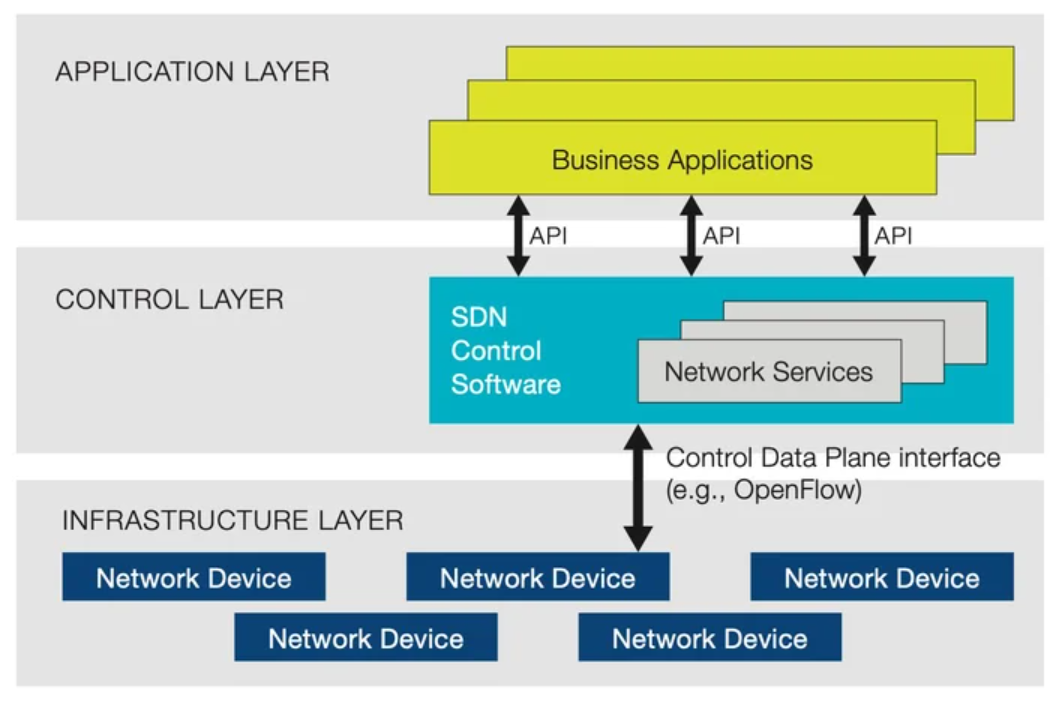 APPLICATION LAYER
Business Applications
API
API
API
CONTROL LAYER
SDN
Control
Software
Network Services
Control Data Plane interface
(e.g., OpenFlow)
INFRASTRUCTURE LAYER
Network Device
Network Device
Network Device
Network Device
Network Device